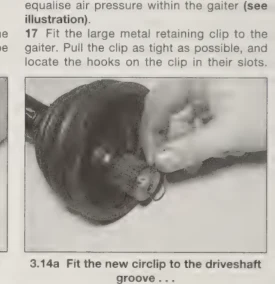 equalise air pressure within the gaiter (see
illustration).
17 Fit the large metal retaining clip to the
gaiter. Pull the clip as tight as possible, and
locate the hooks on the clip in their slots.
3.14a Fit the new circlip to the driveshaft
groove . . .